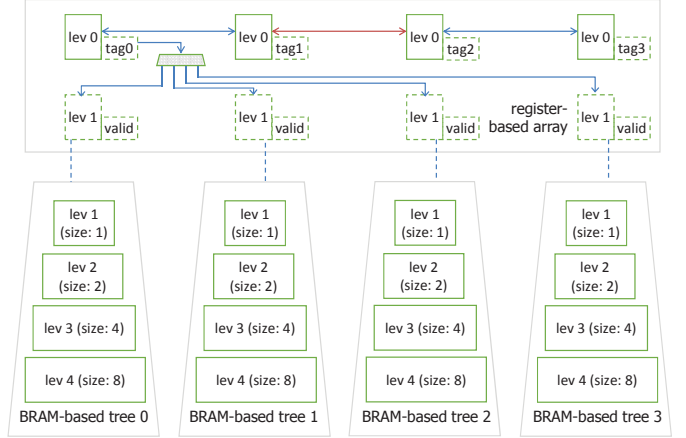 lev 0 lev 0 lev 0 lev 0
tag0 tag1 tag2 tag3
register-
based array
lev 1 lev 1 lev 1 lev 1
valid valid valid valid
lev 1 lev 1 lev 1 lev 1
(size: 1) (size: 1) (size: 1) (size: 1)
lev 2 lev 2 lev 2 lev 2
(size: 2) (size: 2) (size: 2) (size: 2)
lev 3 (size: 4) lev 3 (size: 4) lev 3 (size: 4) lev 3 (size: 4)
lev 4 (size: 8) lev 4 (size: 8) lev 4 (size: 8) lev 4 (size: 8)
BRAM-based tree 0 BRAM-based tree 1 BRAM-based tree 2 BRAM-based tree 3